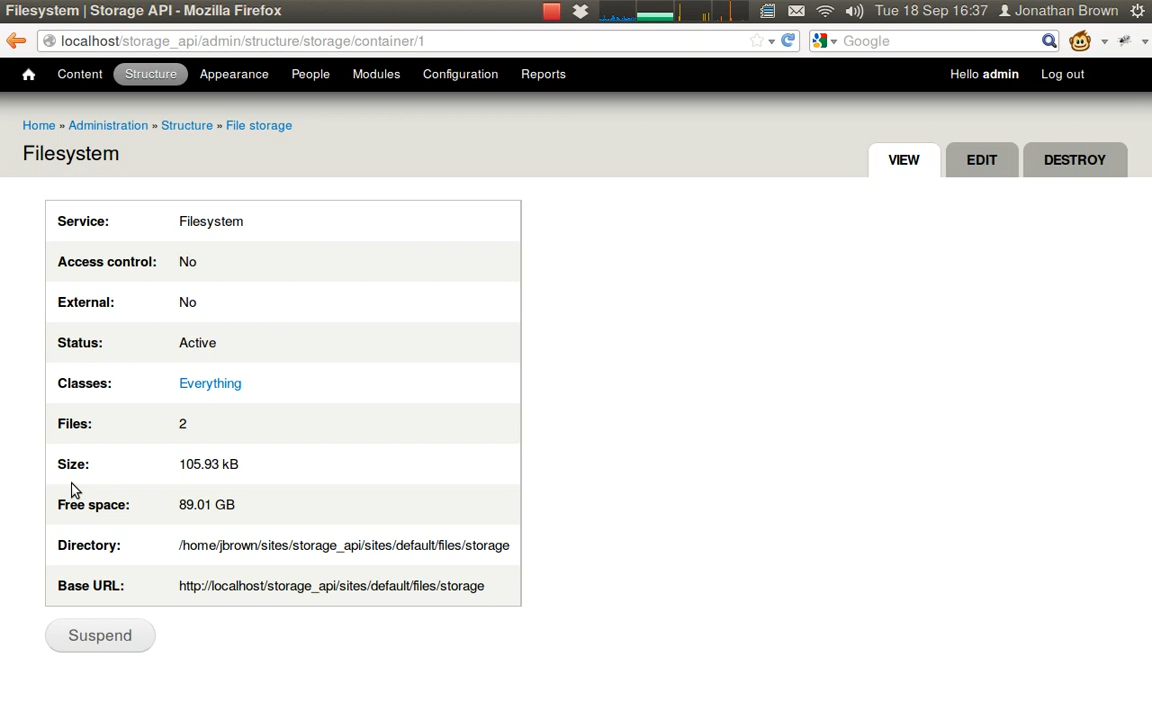 Filesystem | Storage API - Mozilla Firefox
Tue 18 Sep 16:37 Jonathan Brown
localhost/storage_api/admin/structure/storage/container/1
Google
Content Structure Appearance People Modules Configuration Reports Hello admin Log out
Home » Administration » Structure » File storage
Filesystem
VIEW EDIT DESTROY
Service: Filesystem
Access control: No
External: No
Status: Active
Classes: Everything
Files: 2
Size: 105.93 kB
Free space: 89.01 GB
Directory: /home/jbrown/sites/storage_api/sites/default/files/storage
Base URL: http://localhost/storage_api/sites/default/files/storage
Suspend